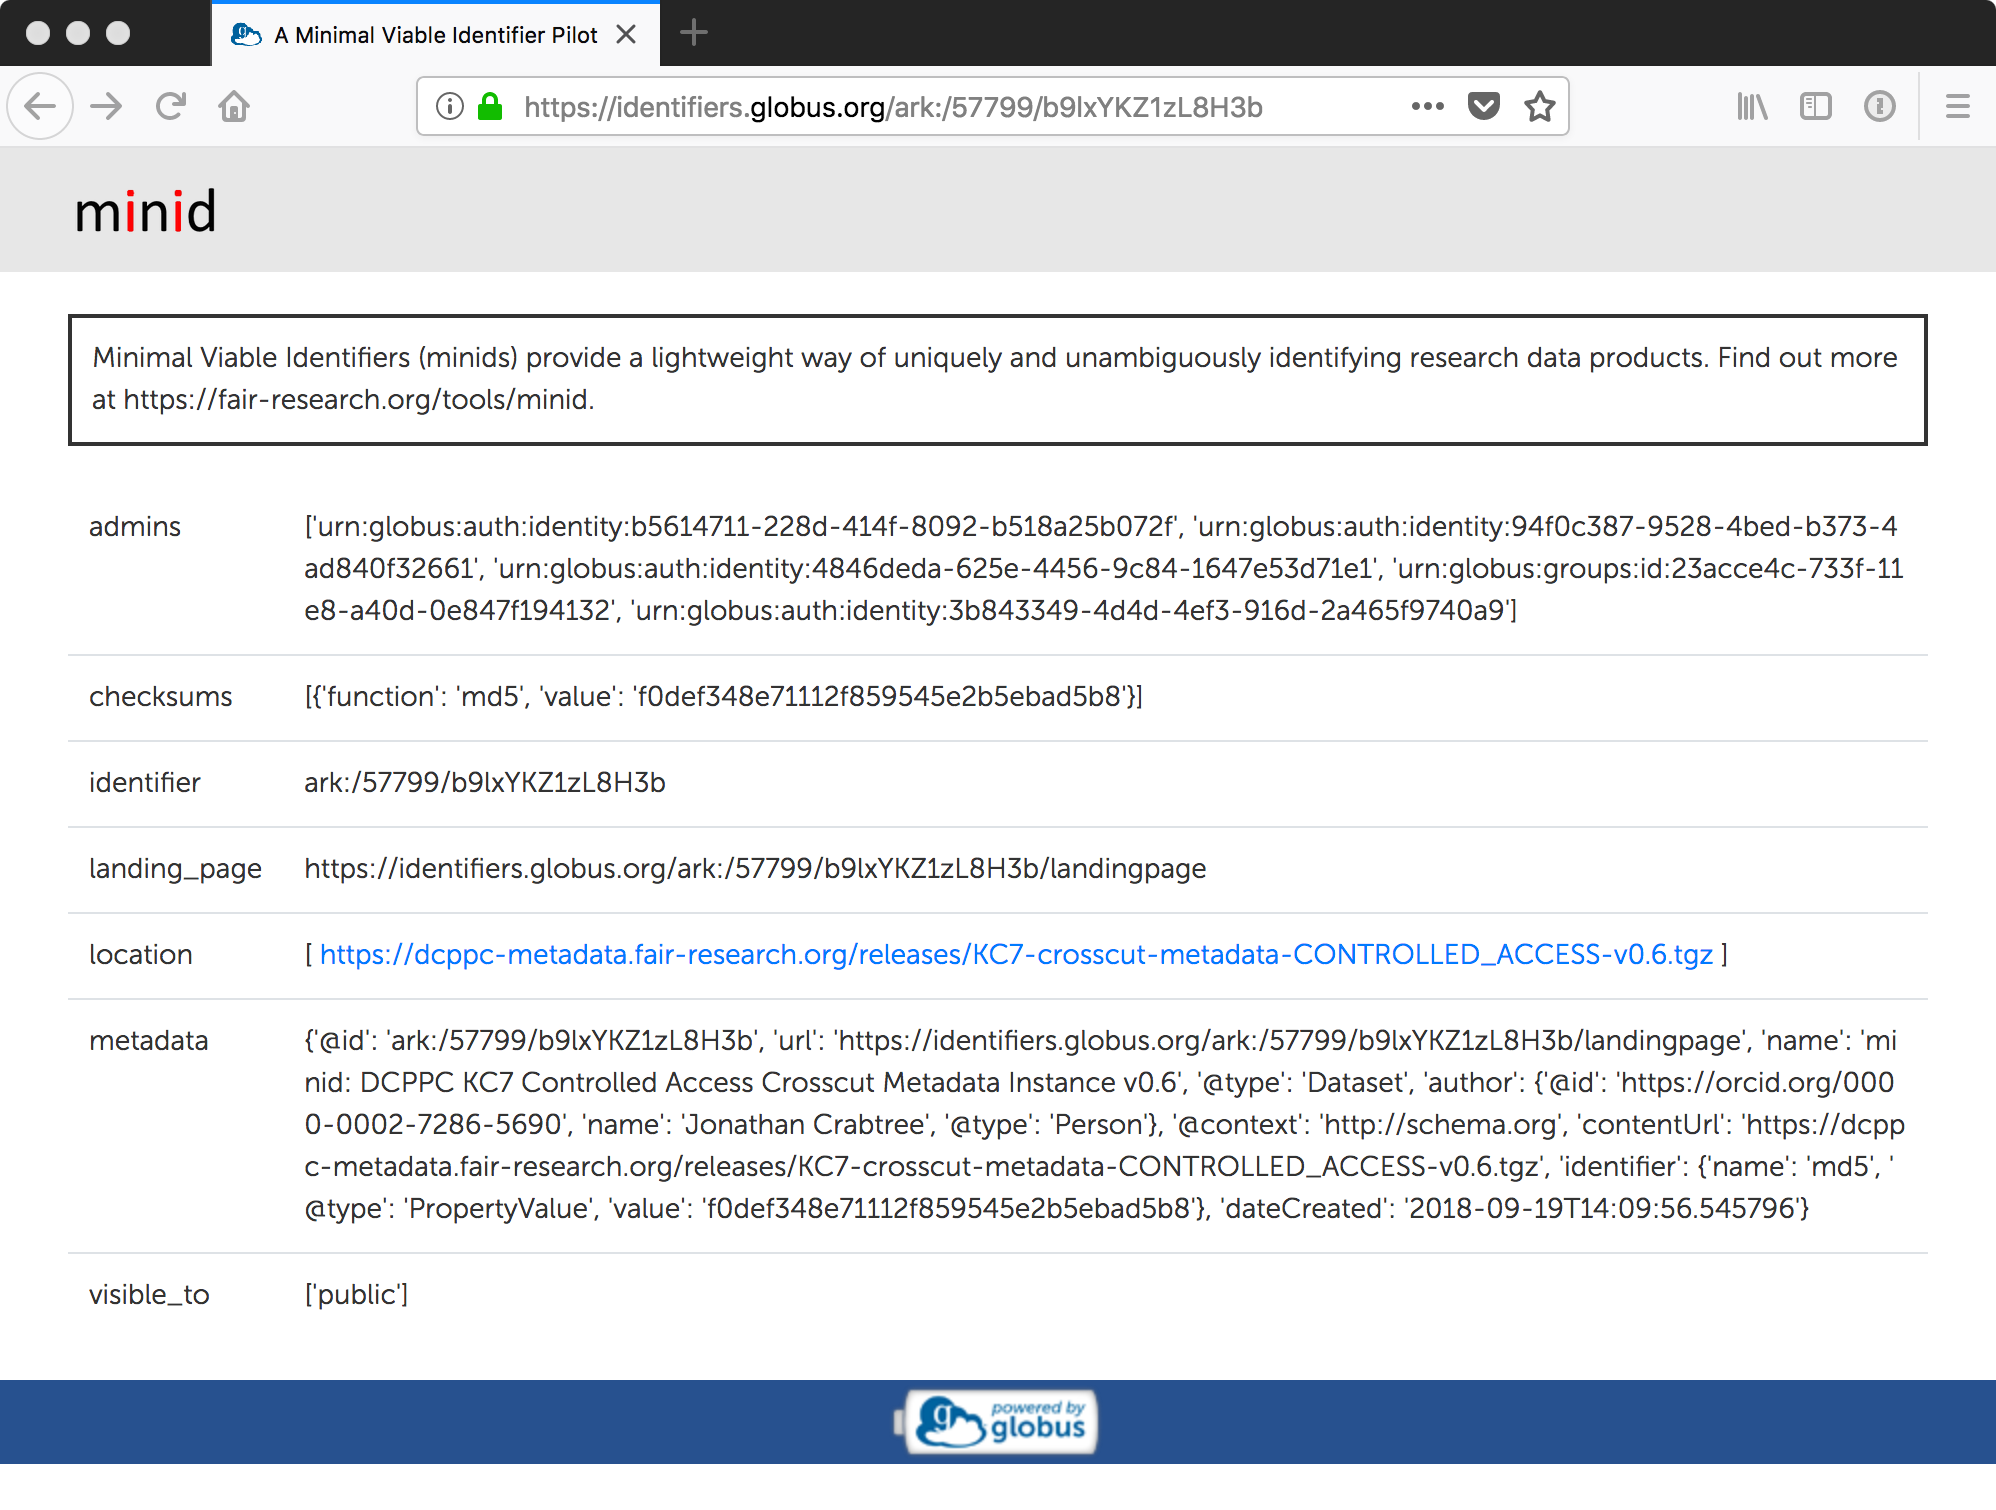 A Minimal Viable Identifier Pilot
https://identifiers.globus.org/ark:/57799/b9lxYKZ1zL8H3b
minid
Minimal Viable Identifiers (minids) provide a lightweight way of uniquely and unambiguously identifying research data products. Find out more
at https://fair-research.org/tools/minid.
admins ['urn:globus:auth:identity:b5614711-228d-414f-8092-b518a25b072f', 'urn:globus:auth:identity:94f0c387-9528-4bed-b373-4
ad840f32661', 'urn:globus:auth:identity:4846deda-625e-4456-9c84-1647e53d71e1', 'urn:globus:groups:id:23acce4c-733f-11
e8-a40d-0e847f194132', 'urn:globus:auth:identity:3b843349-4d4d-4ef3-916d-2a465f9740a9']
checksums [{'function': 'md5', 'value': 'f0def348e71112f859545e2b5ebad5b8'}]
identifier ark:/57799/b9lxYKZ1zL8H3b
landing_page https://identifiers.globus.org/ark:/57799/b9lxYKZ1zL8H3b/landingpage
location [ https://dcppc-metadata.fair-research.org/releases/KC7-crosscut-metadata-CONTROLLED_ACCESS-v0.6.tgz ]
metadata {'@id': 'ark:/57799/b9lxYKZ1zL8H3b', 'url': 'https://identifiers.globus.org/ark:/57799/b9lxYKZ1zL8H3b/landingpage', 'name': 'mi
nid: DCPPC KC7 Controlled Access Crosscut Metadata Instance v0.6', '@type': 'Dataset', 'author': {'@id': 'https://orcid.org/000
0-0002-7286-5690', 'name': 'Jonathan Crabtree', '@type': 'Person'}, '@context': 'http://schema.org', 'contentUrl': 'https://dcpp
c-metadata.fair-research.org/releases/KC7-crosscut-metadata-CONTROLLED_ACCESS-v0.6.tgz', 'identifier': {'name': 'md5', '
@type': 'PropertyValue', 'value': 'f0def348e71112f859545e2b5ebad5b8'}, 'dateCreated': '2018-09-19T14:09:56.545796'}
visible_to ['public']
powered by
globus